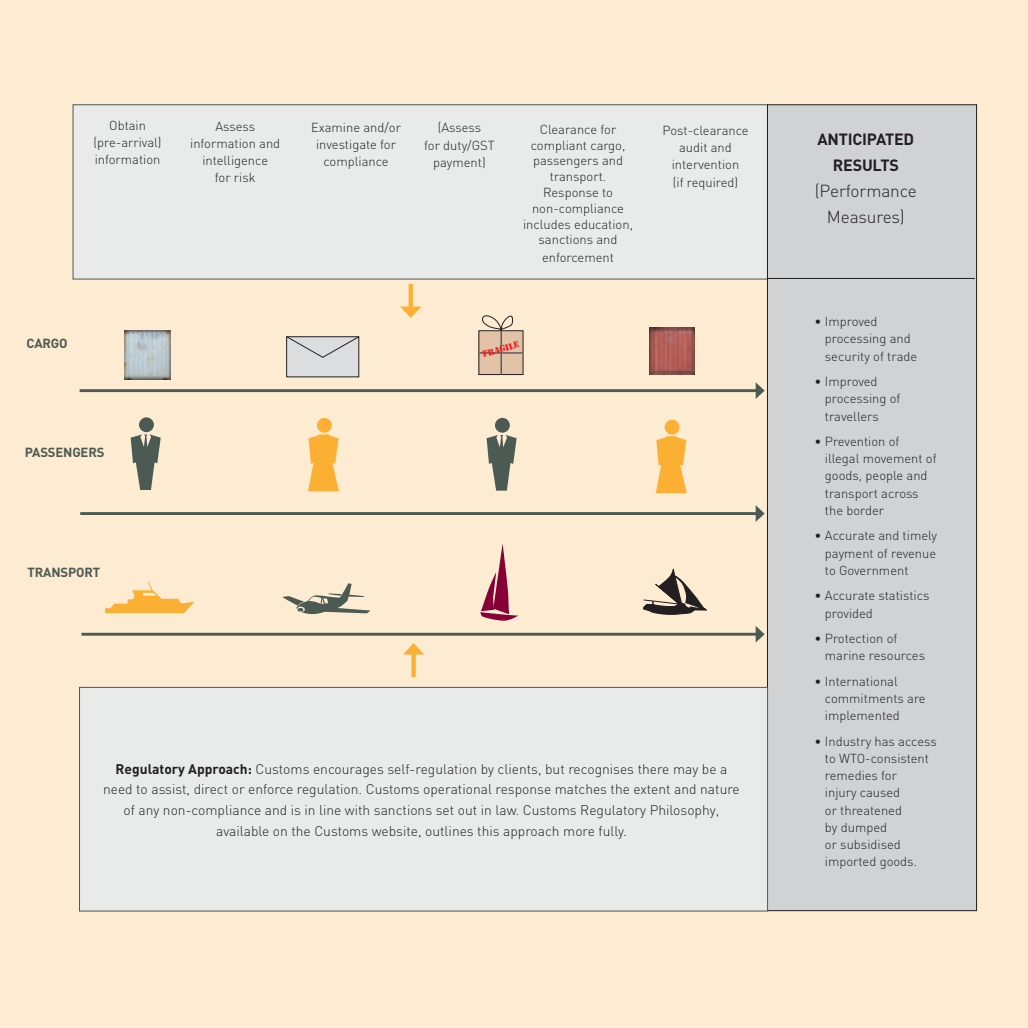 Obtain
(pre-arrival)
information
Assess
information and
intelligence
for risk
Examine and/or
investigate for
compliance
(Assess
for duty/GST
payment)
Clearance for
compliant cargo,
passengers and
transport.
Response to
non-compliance
includes education,
sanctions and
enforcement
Post-clearance
audit and
intervention
(if required)
ANTICIPATED
RESULTS
(Performance
Measures)
CARGO
FRAGILE
PASSENGERS
TRANSPORT
• Improved
processing and
security of trade
• Improved
processing of
travellers
• Prevention of
illegal movement of
goods, people and
transport across
the border
• Accurate and timely
payment of revenue
to Government
• Accurate statistics
provided
• Protection of
marine resources
• International
commitments are
implemented
• Industry has access
to WTO-consistent
remedies for
injury caused
or threatened
by dumped
or subsidised
imported goods.
Regulatory Approach: Customs encourages self-regulation by clients, but recognises there may be a
need to assist, direct or enforce regulation. Customs operational response matches the extent and nature
of any non-compliance and is in line with sanctions set out in law. Customs Regulatory Philosophy,
available on the Customs website, outlines this approach more fully.